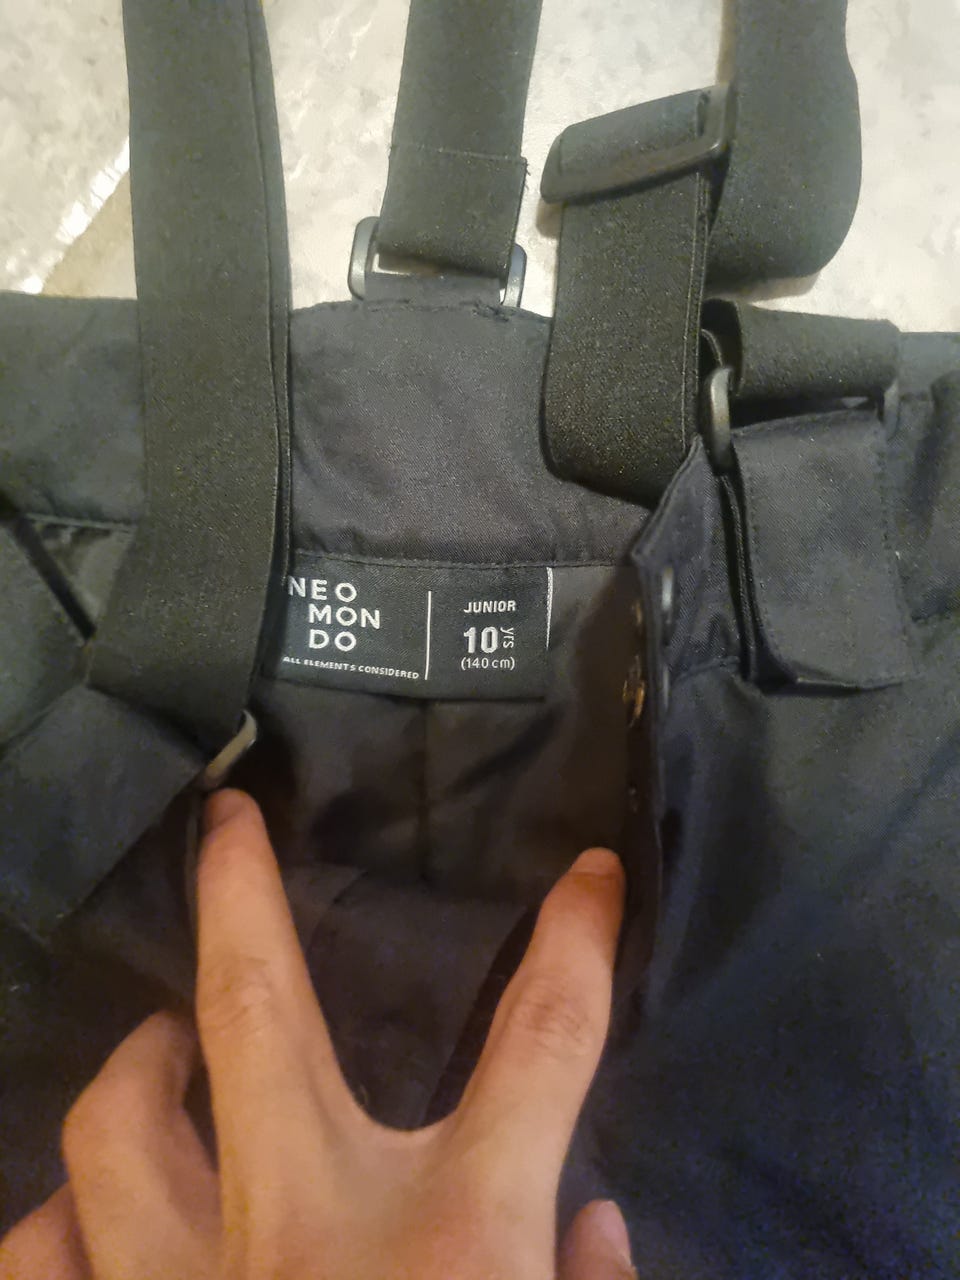 NEO
MON
DO
ALL ELEMENTS CONSIDERED
JUNIOR
10 yrs
(140 cm)